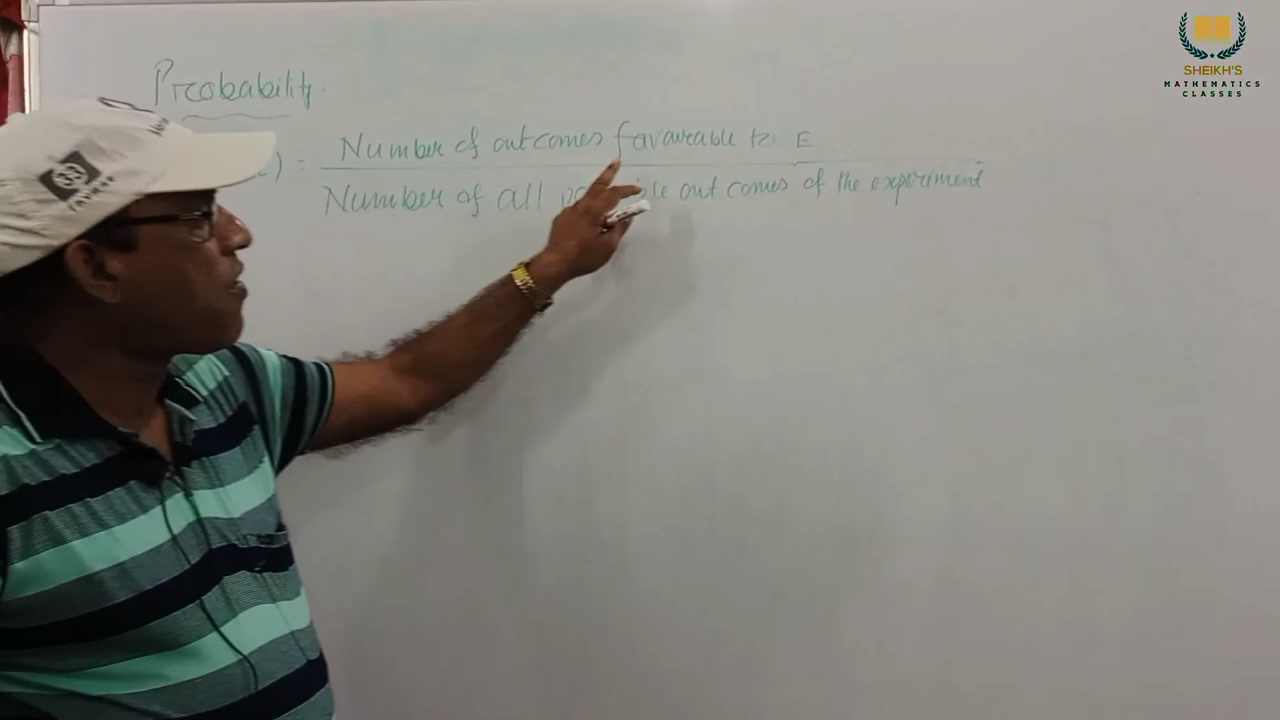 Probability
) = Number of outcomes favourable to E
Number of all out comes of the experiment
SHEIKH'S
MATHEMATICS
CLASSES